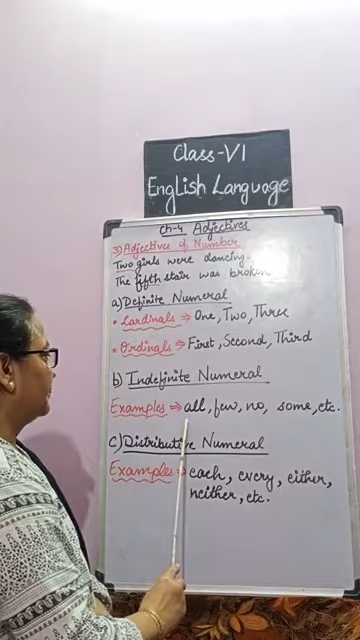 Class-VI
English Language
Ch-4 Adjectives
3) Adjectives of Number
Two girls were dancing.
The fifth stair was broken
a) Definite Numeral
• Cardinals ⇒ One, Two, Three
• Ordinals ⇒ First, Second, Third
b) Indefinite Numeral
Examples ⇒ all, few, no, some, etc.
c) Distributive Numeral
Examples ⇒ each, every, either,
neither, etc.